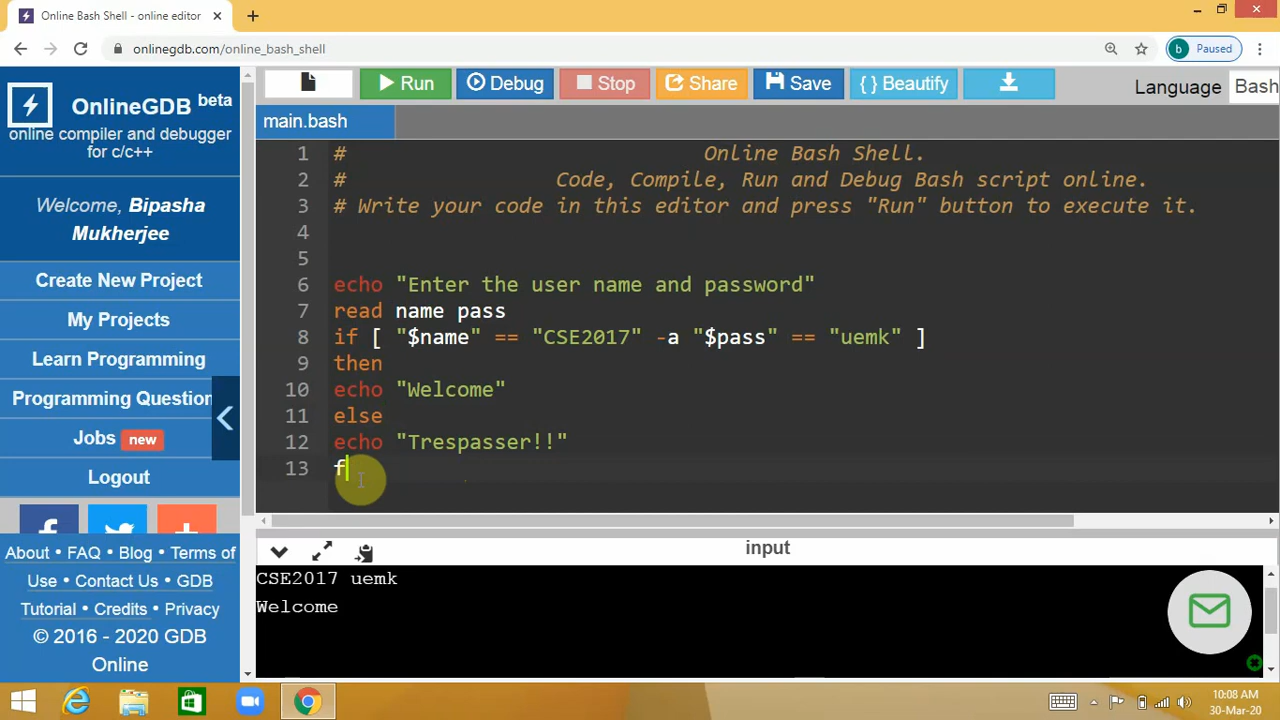 Online Bash Shell - online editor
onlinegdb.com/online_bash_shell
b Paused
OnlineGDB beta
online compiler and debugger
for c/c++
Welcome, Bipasha
Mukherjee
Create New Project
My Projects
Learn Programming
Programming Question
Jobs new
Logout
About • FAQ • Blog • Terms of
Use • Contact Us • GDB
Tutorial • Credits • Privacy
© 2016 - 2020 GDB
Online
Run Debug Stop Share Save { } Beautify Language Bash
main.bash
1 # Online Bash Shell.
2 # Code, Compile, Run and Debug Bash script online.
3 # Write your code in this editor and press "Run" button to execute it.
4
5
6 echo "Enter the user name and password"
7 read name pass
8 if [ "$name" == "CSE2017" -a "$pass" == "uemk" ]
9 then
10 echo "Welcome"
11 else
12 echo "Trespasser!!"
13 f
input
CSE2017 uemk
Welcome
10:08 AM
30-Mar-20